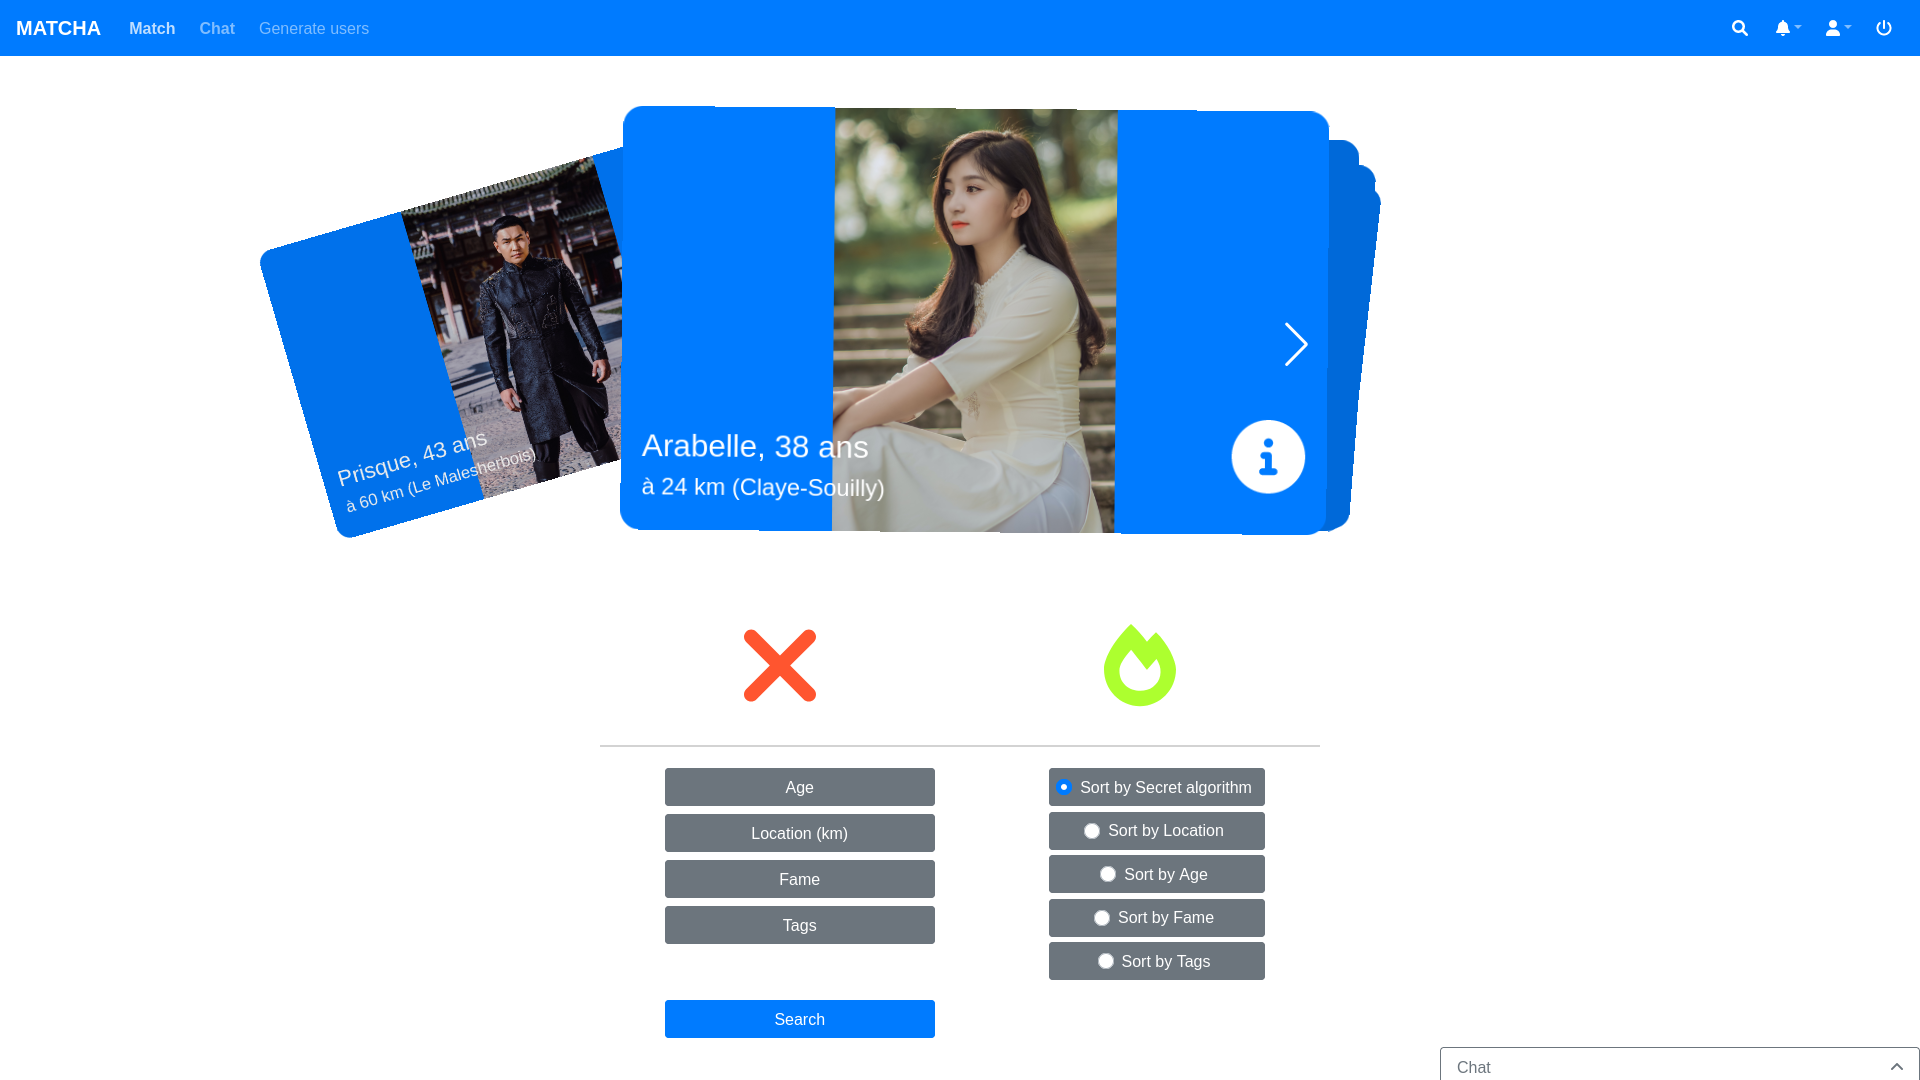 MATCHA Match Chat Generate users
Prisque, 43 ans
à 60 km (Le Malesherbois)
Arabelle, 38 ans
à 24 km (Claye-Souilly)
Age
Location (km)
Fame
Tags
Search
Sort by Secret algorithm
Sort by Location
Sort by Age
Sort by Fame
Sort by Tags
Chat